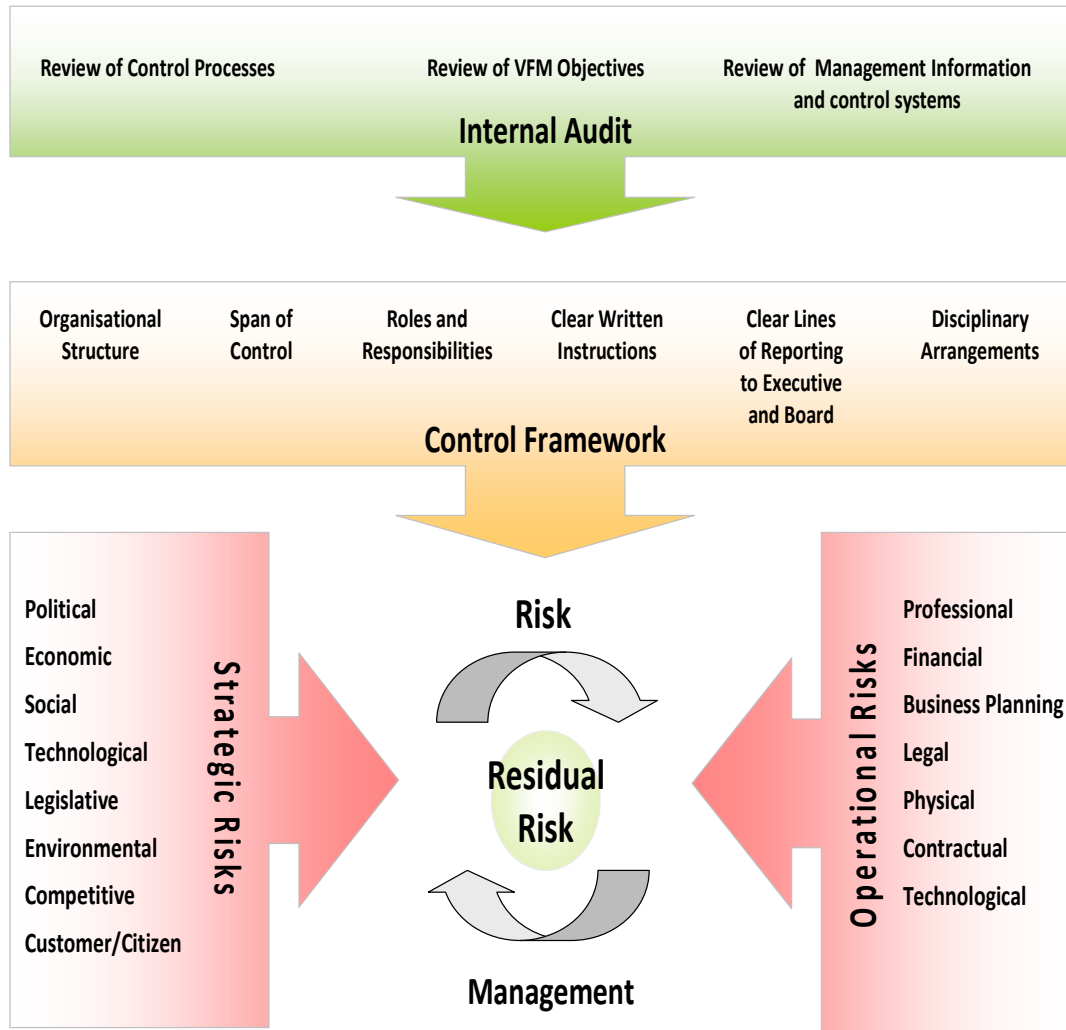 Review of Control Processes
Review of VFM Objectives
Review of Management Information
and control systems
Internal Audit
Organisational
Structure
Span of
Control
Roles and
Responsibilities
Clear Written
Instructions
Clear Lines
of Reporting
to Executive
and Board
Disciplinary
Arrangements
Control Framework
Political
Economic
Social
Technological
Legislative
Environmental
Competitive
Customer/Citizen
Strategic Risks
Risk
Residual
Risk
Management
Operational Risks
Professional
Financial
Business Planning
Legal
Physical
Contractual
Technological